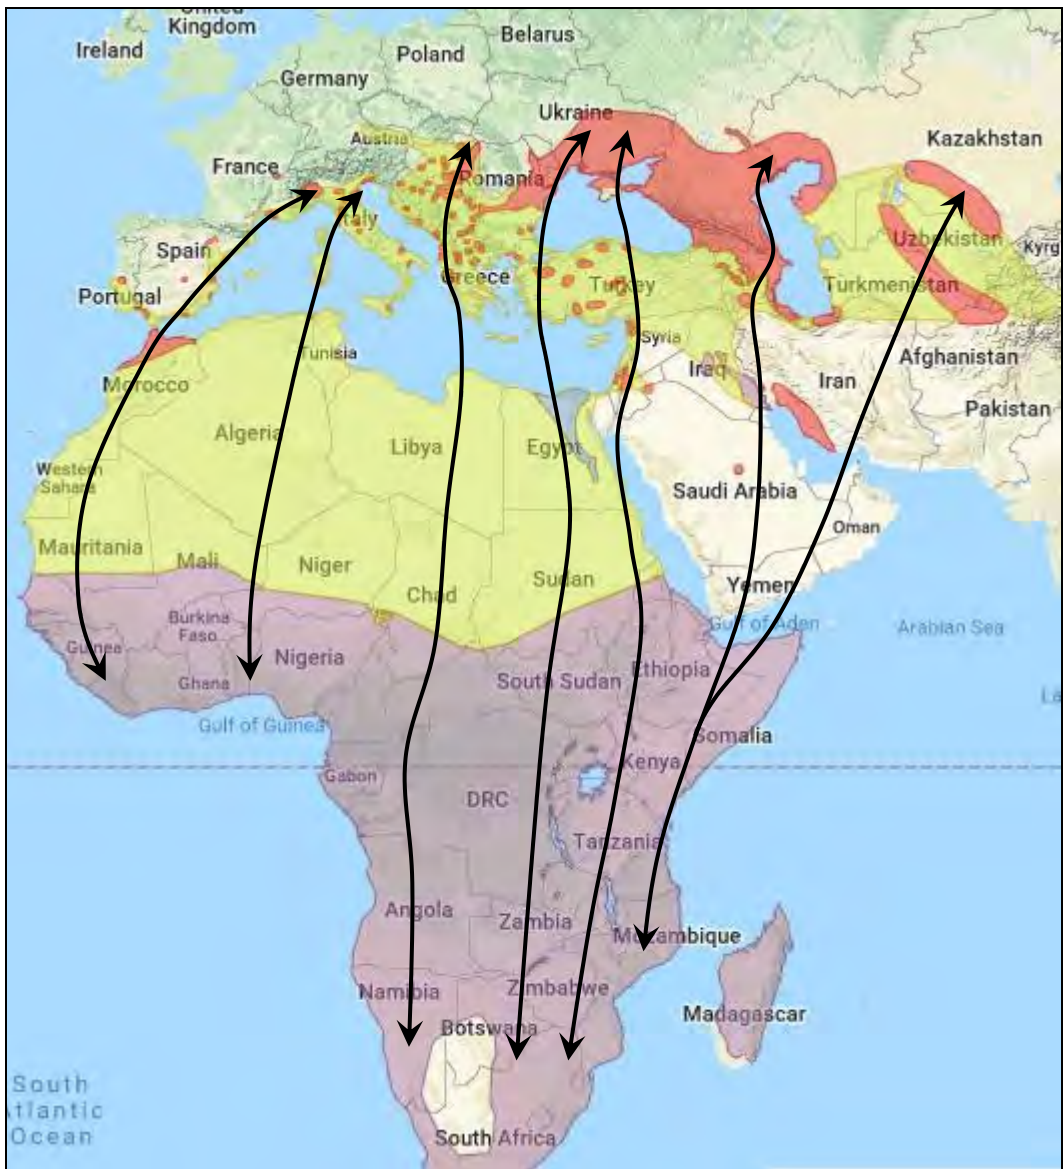 United
Kingdom
Ireland
Belarus
Poland
Germany
Ukraine
Kazakhstan
Austria
France
Romania
Italy
Uzbekistan
Spain
Kyrg
Greece
Turkey
Turkmenistan
Portugal
Syria
Tunisia
Afghanistan
Iraq
Iran
Morocco
Pakistan
Algeria
Libya
Egypt
Western
Sahara
Saudi Arabia
Oman
Mauritania
Mali
Niger
Chad
Sudan
Yemen
Gulf of Aden
Arabian Sea
Burkina
Faso
Guinea
Nigeria
Ghana
South Sudan
Ethiopia
La
Gulf of Guinea
Somalia
Kenya
Gabon
DRC
Tanzania
Angola
Zambia
Mozambique
Namibia
Zimbabwe
Madagascar
Botswana
South
Atlantic
Ocean
South Africa